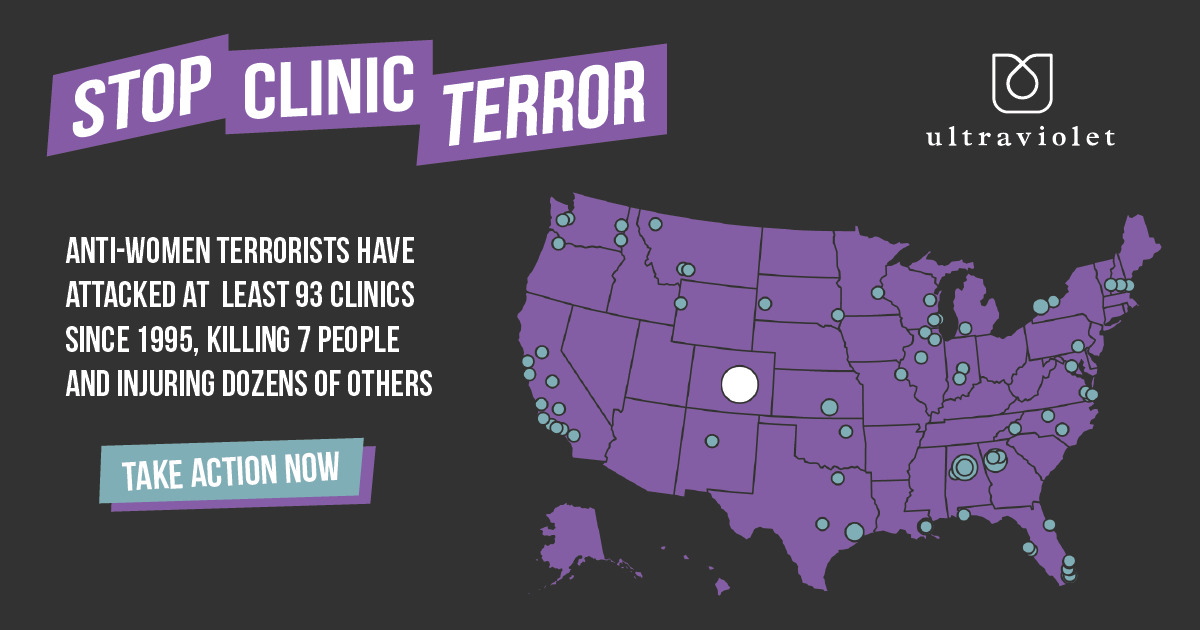 STOP CLINIC TERROR
ultraviolet
ANTI-WOMEN TERRORISTS HAVE
ATTACKED AT LEAST 93 CLINICS
SINCE 1995, KILLING 7 PEOPLE
AND INJURING DOZENS OF OTHERS
TAKE ACTION NOW